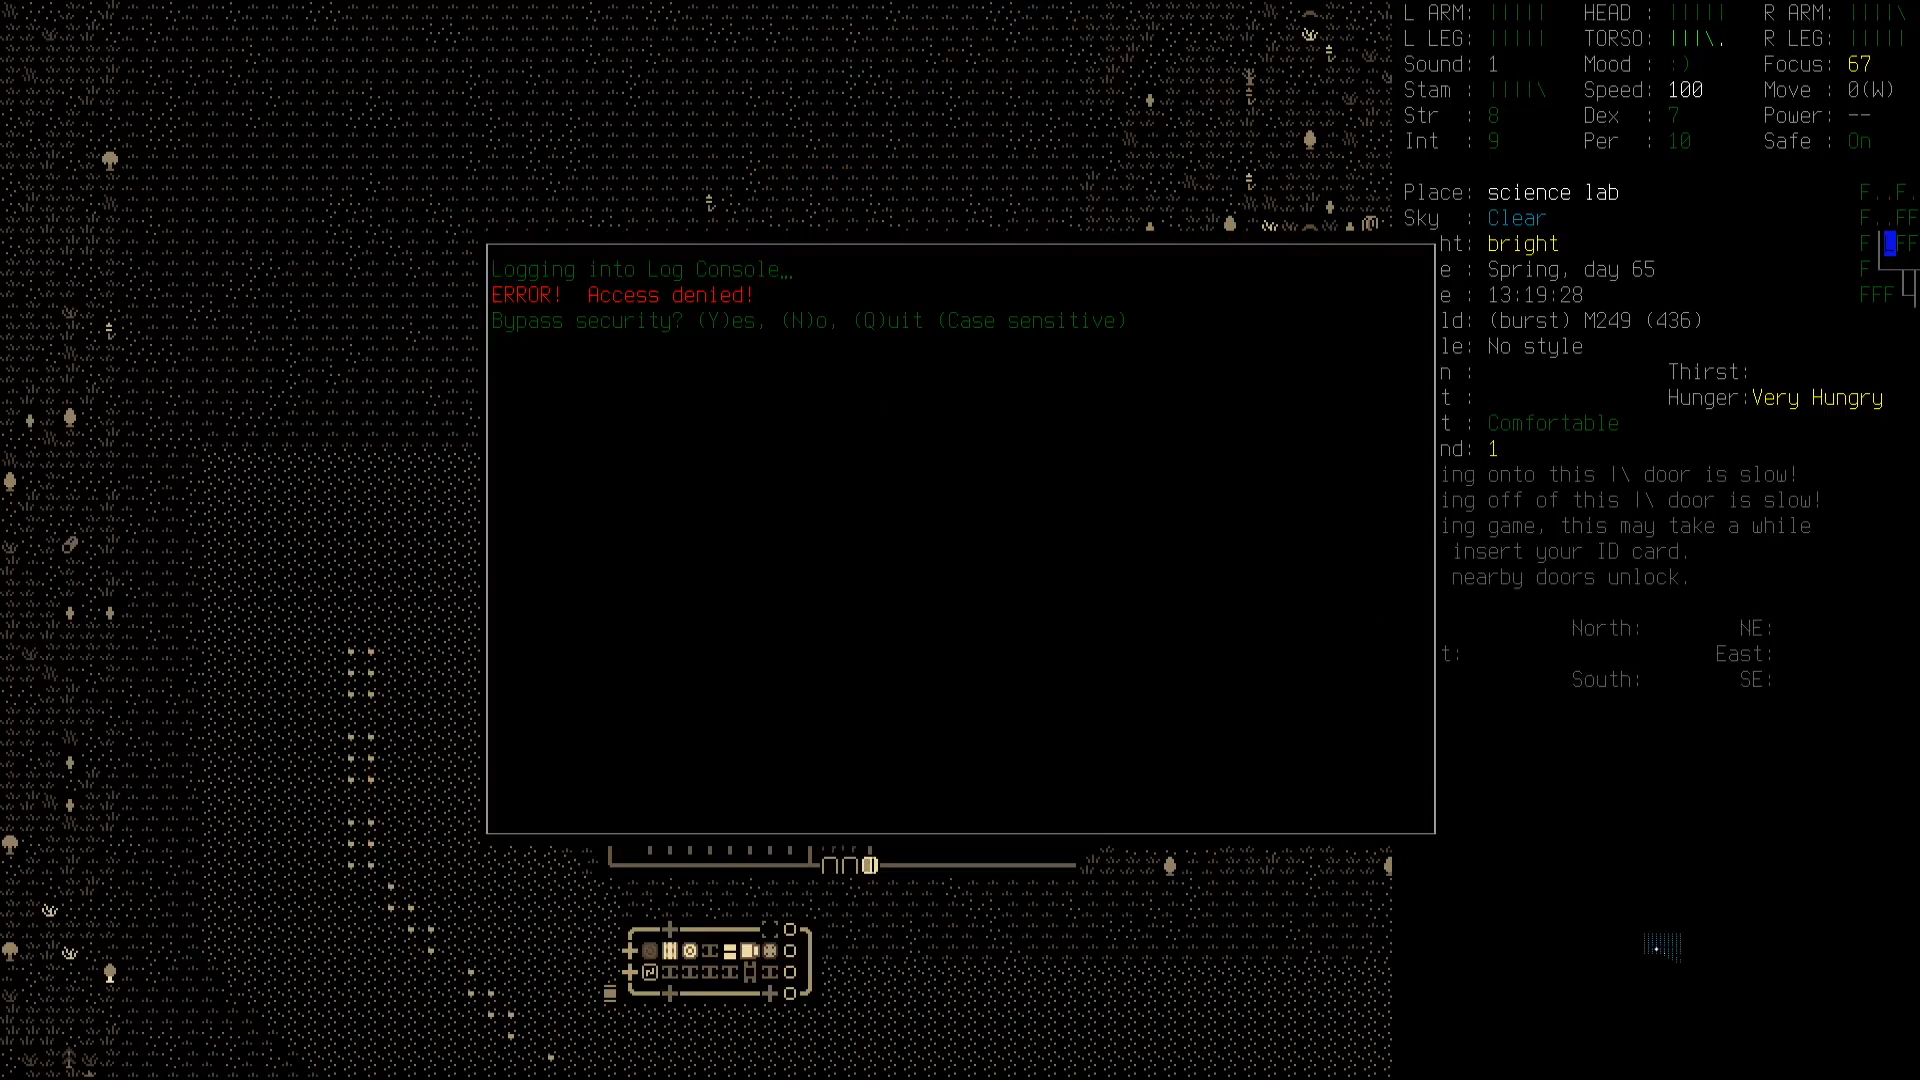 L ARM: |||||  HEAD : |||||  R ARM: ||||\
L LEG: |||||  TORSO: |||\.  R LEG: |||||
Sound: 1  Mood : :)  Focus: 67
Stam : ||||\  Speed: 100  Move : 0(W)
Str : 8  Dex : 7  Power: --
Int : 9  Per : 10  Safe : On
Place: science lab  F..F.
Sky : Clear  F..FF
ht: bright  F FF
e : Spring, day 65  F
e : 13:19:28  FFF
ld: (burst) M249 (436)
le: No style
n :  Thirst:
t :  Hunger:Very Hungry
t : Comfortable
nd: 1
ing onto this |\ door is slow!
ing off of this |\ door is slow!
ing game, this may take a while
insert your ID card.
nearby doors unlock.
North:  NE:
t:  East:
South:  SE:
Logging into Log Console…
ERROR!  Access denied!
Bypass security? (Y)es, (N)o, (Q)uit (Case sensitive)